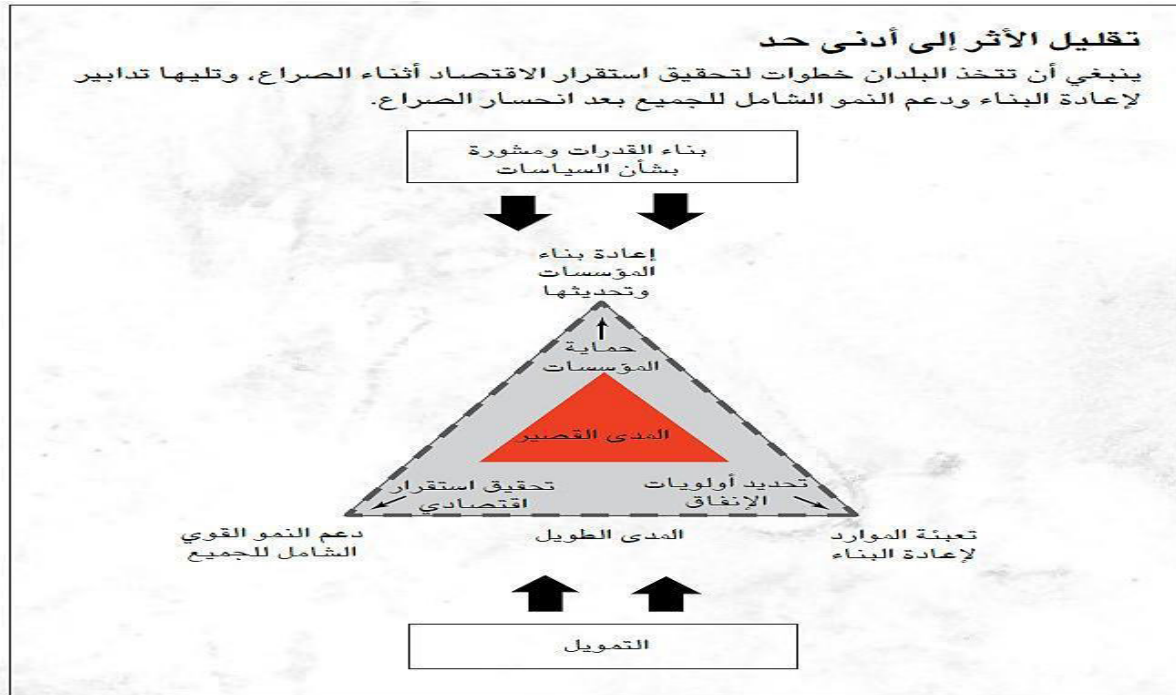 تقليل الأثر إلى أدنى حد
ينبغي أن تتخذ البلدان خطوات لتحقيق استقرار الاقتصاد أثناء الصراع، وتليها تدابير
لإعادة البناء ودعم النمو الشامل للجميع بعد انحسار الصراع.
بناء القدرات ومشورة
بشأن السياسات
إعادة بناء
المؤسسات
وتحديثها
حماية
المؤسسات
المدى القصير
تحديد أولويات
الإنفاق
تحقيق استقرار
اقتصادي
تعبئة الموارد
لإعادة البناء
المدى الطويل
دعم النمو القوي
الشامل للجميع
التمويل